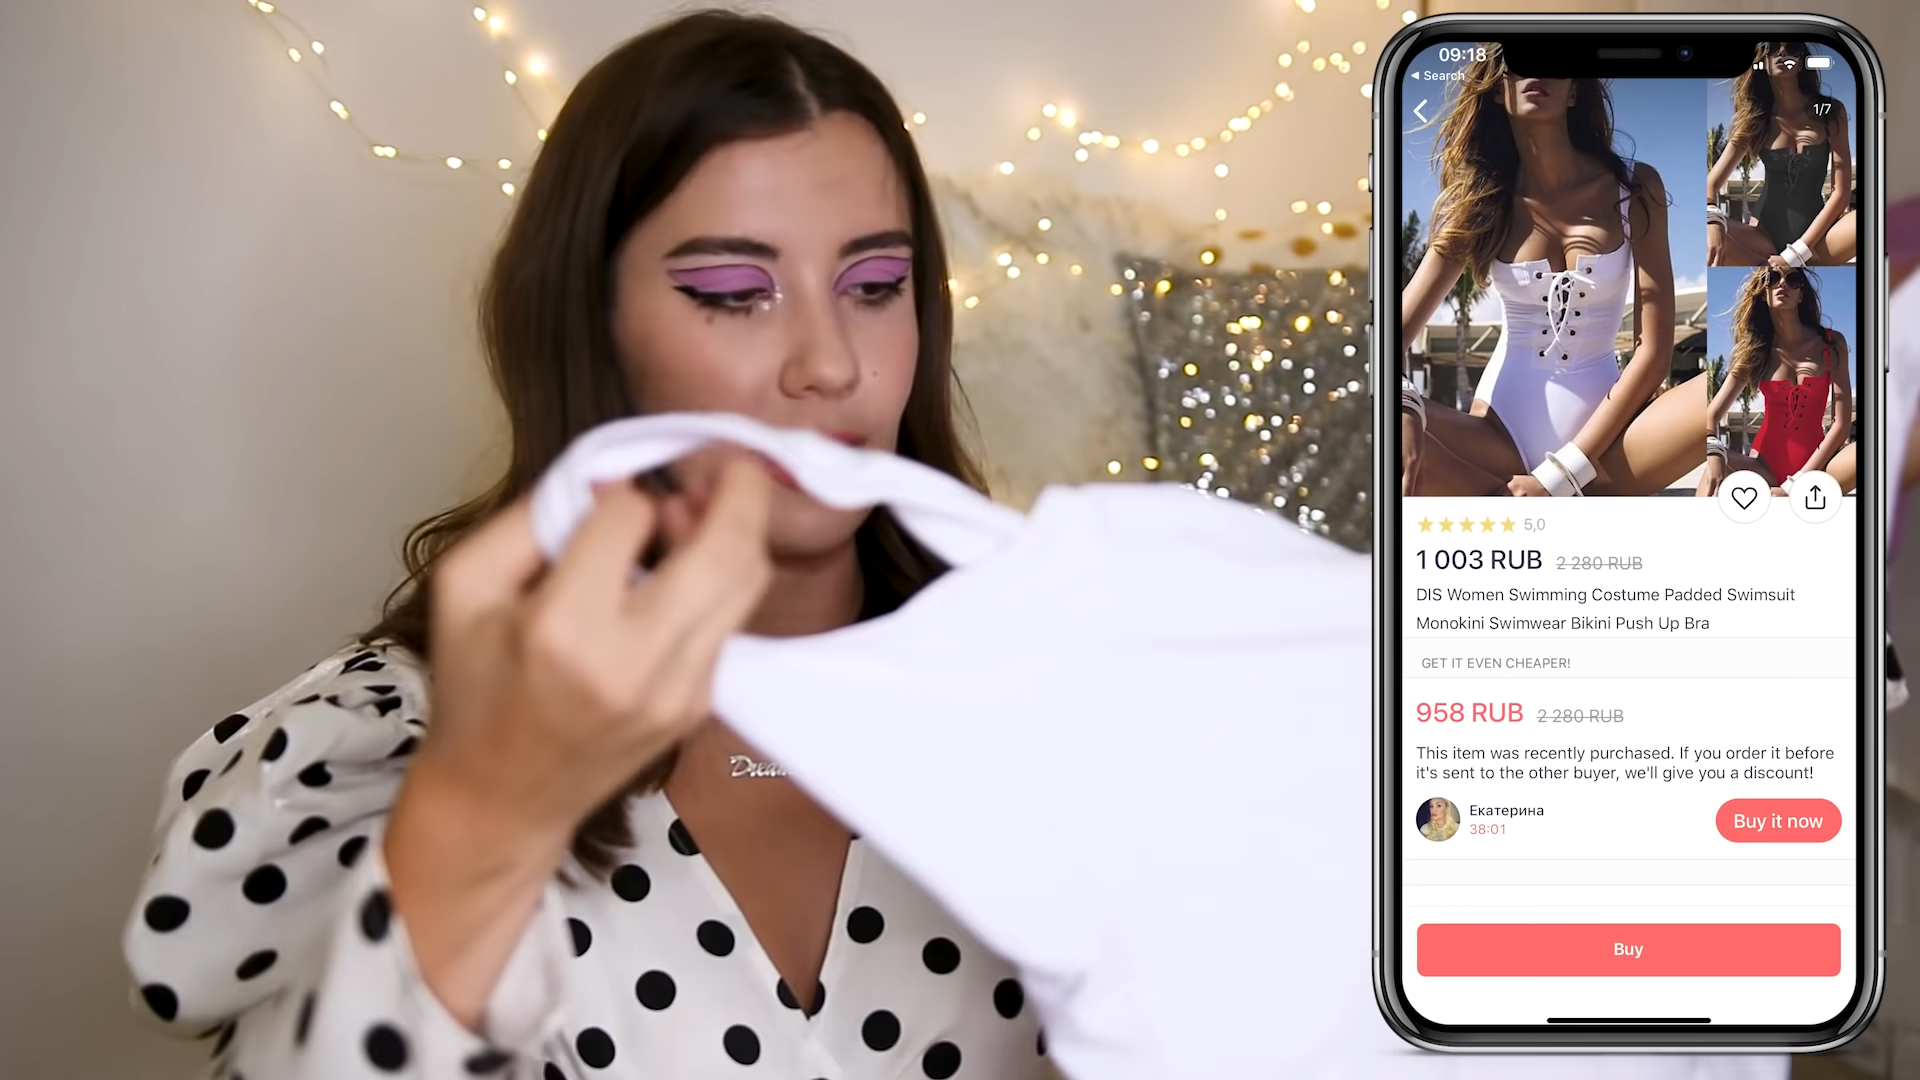 09:18
Search
1/7
5,0
1 003 RUB 2 280 RUB
DIS Women Swimming Costume Padded Swimsuit
Monokini Swimwear Bikini Push Up Bra
GET IT EVEN CHEAPER!
958 RUB 2 280 RUB
This item was recently purchased. If you order it before
it's sent to the other buyer, we'll give you a discount!
Екатерина
38:01
Buy it now
Buy